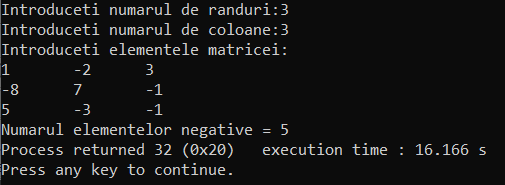 Introduceti numarul de randuri:3
Introduceti numarul de coloane:3
Introduceti elementele matricei:
1       -2      3
-8      7       -1
5       -3      -1
Numarul elementelor negative = 5
Process returned 32 (0x20)   execution time : 16.166 s
Press any key to continue.